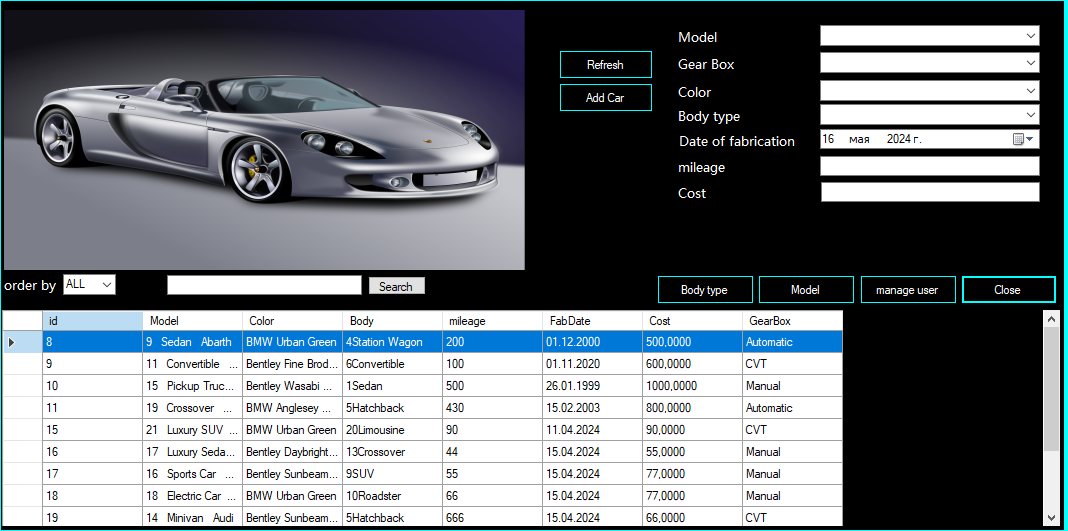 Model
Refresh
Gear Box
Add Car
Color
Body type
Date of fabrication 16 мая 2024 г.
mileage
Cost
order by ALL Search
Body type Model manage user Close
id Model Color Body mileage FabDate Cost GearBox
8 9 Sedan Abarth BMW Urban Green 4Station Wagon 200 01.12.2000 500,0000 Automatic
9 11 Convertible ... Bentley Fine Brod... 6Convertible 100 01.11.2020 600,0000 CVT
10 15 Pickup Truc... Bentley Wasabi ... 1Sedan 500 26.01.1999 1000,0000 Manual
11 19 Crossover ... BMW Anglesey ... 5Hatchback 430 15.02.2003 800,0000 Automatic
15 21 Luxury SUV ... BMW Urban Green 20Limousine 90 11.04.2024 90,0000 CVT
16 17 Luxury Seda... Bentley Daybright... 13Crossover 44 15.04.2024 55,0000 Manual
17 16 Sports Car ... Bentley Sunbeam... 9SUV 55 15.04.2024 77,0000 Manual
18 18 Electric Car ... BMW Urban Green 10Roadster 66 15.04.2024 77,0000 Manual
19 14 Minivan Audi Bentley Sunbeam... 5Hatchback 666 15.04.2024 66,0000 CVT